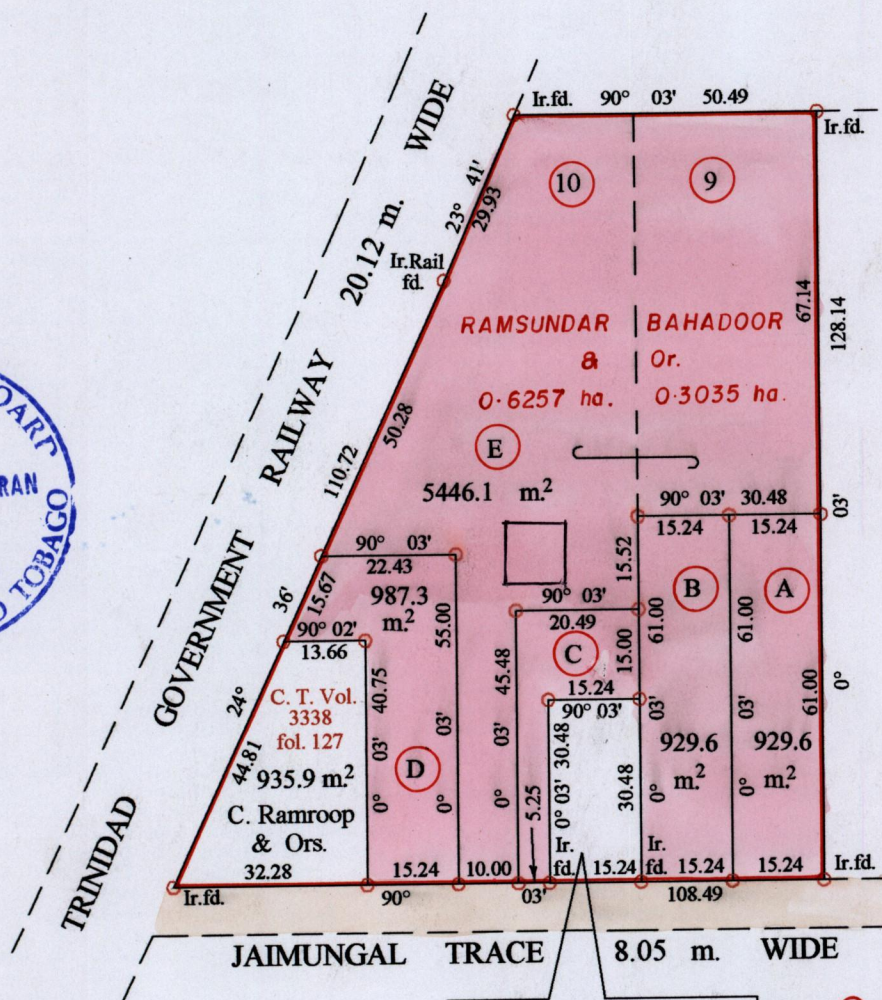 Ir.fd. 90° 03' 50.49
Ir.fd.
WIDE
41'
23° 29.93
10
9
20.12 m.
Ir.Rail
fd.
RAMSUNDAR BAHADOOR
& Or.
0.6257 ha. 0.3035 ha.
67.14
128.14
RAILWAY
50.28
110.72
E
5446.1 m.²
90° 03' 30.48
15.24 15.24
03'
RAN
TOBAGO
GOVERNMENT
36'
15.67
90° 03'
22.43
987.3
m.²
55.00
15.52
90° 03'
20.49
B
A
61.00
61.00
C
15.00
90° 02'
13.66
45.48
15.24
90° 03'
40.75
61.00
0°
C. T. Vol.
3338
fol. 127
24°
44.81
935.9 m²
C. Ramroop
& Ors.
03'
0°
D
03'
0°
03'
0°
5.25
0° 03' 30.48
30.48
03'
0°
929.6
m.²
03'
0°
929.6
m.²
TRINIDAD
Ir.
fd.
Ir.
fd.
32.28 15.24 10.00 15.24 15.24 15.24
Ir.fd.
Ir.fd. 90° 03' 108.49
JAIMUNGAL TRACE 8.05 m. WIDE